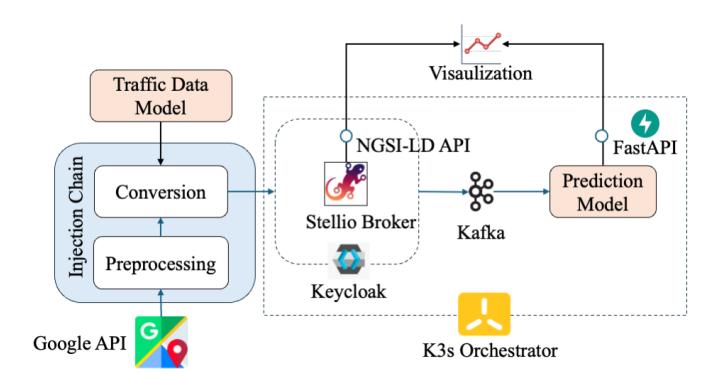 Visaulization
Traffic Data
Model
Injection Chain
Conversion
Preprocessing
Google API
G
NGSI-LD API
Stellio Broker
Keycloak
Kafka
FastAPI
Prediction
Model
K3s Orchestrator